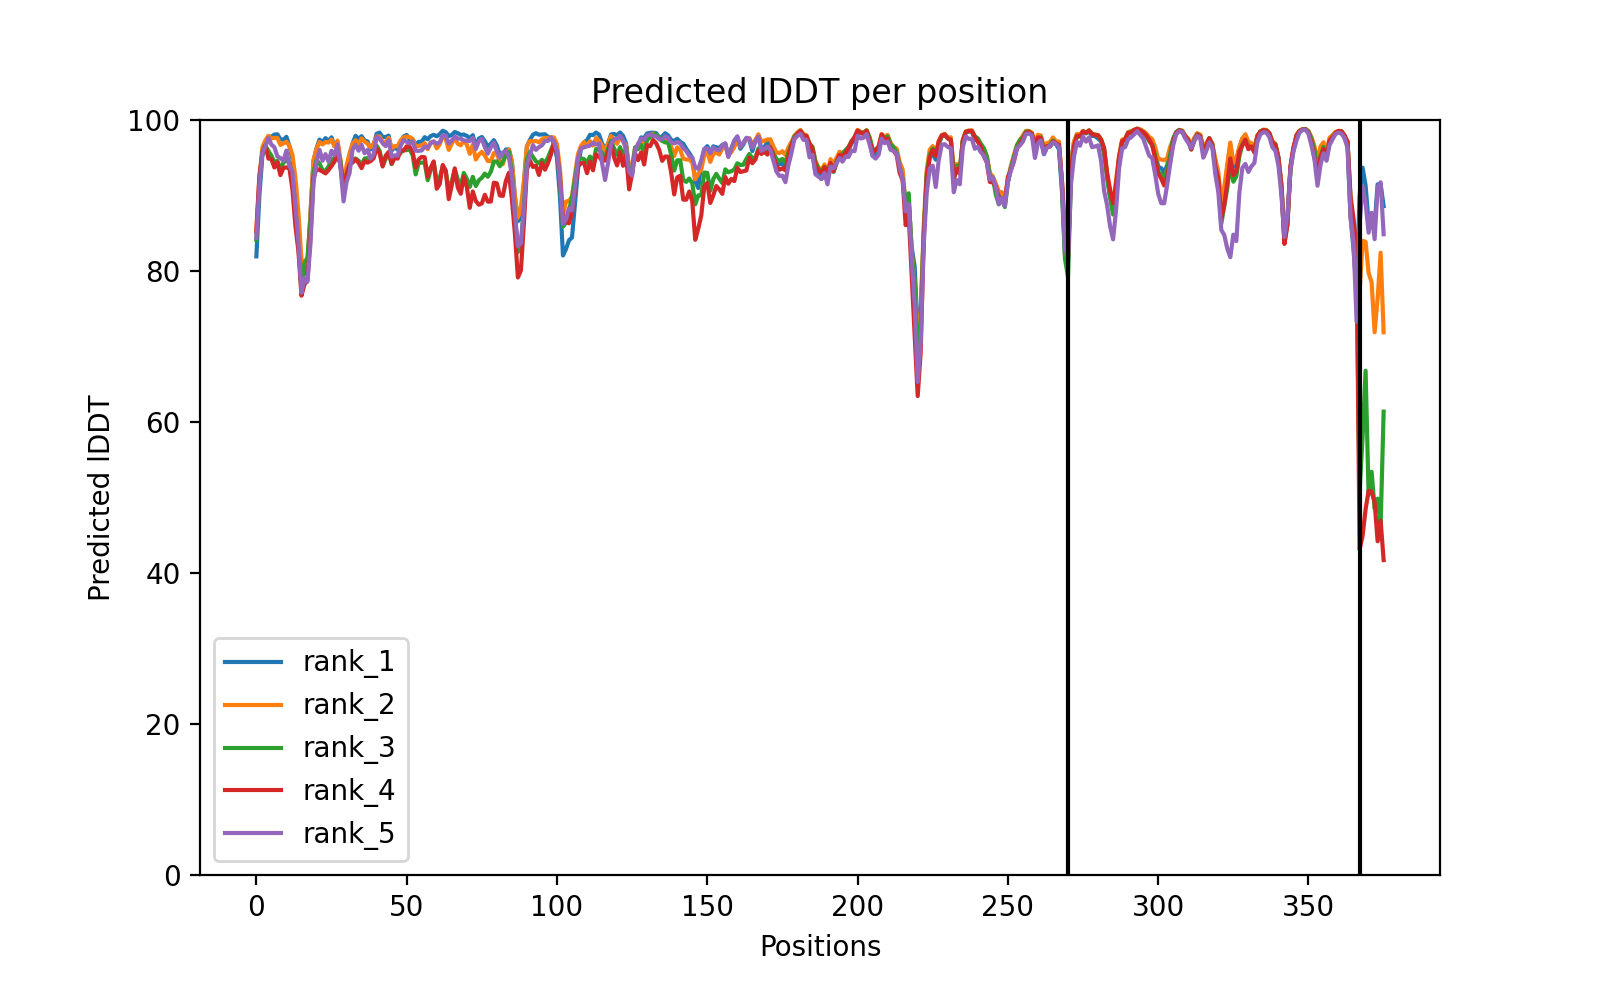 Predicted lDDT per position
100
80
60
40
20
0
Predicted lDDT
rank_1
rank_2
rank_3
rank_4
rank_5
0 50 100 150 200 250 300 350
Positions